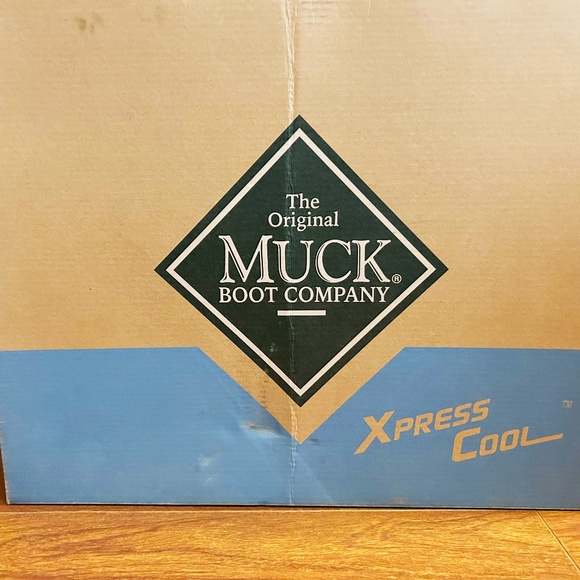 The
Original
MUCK®
BOOT COMPANY
XPRESS
COOL™